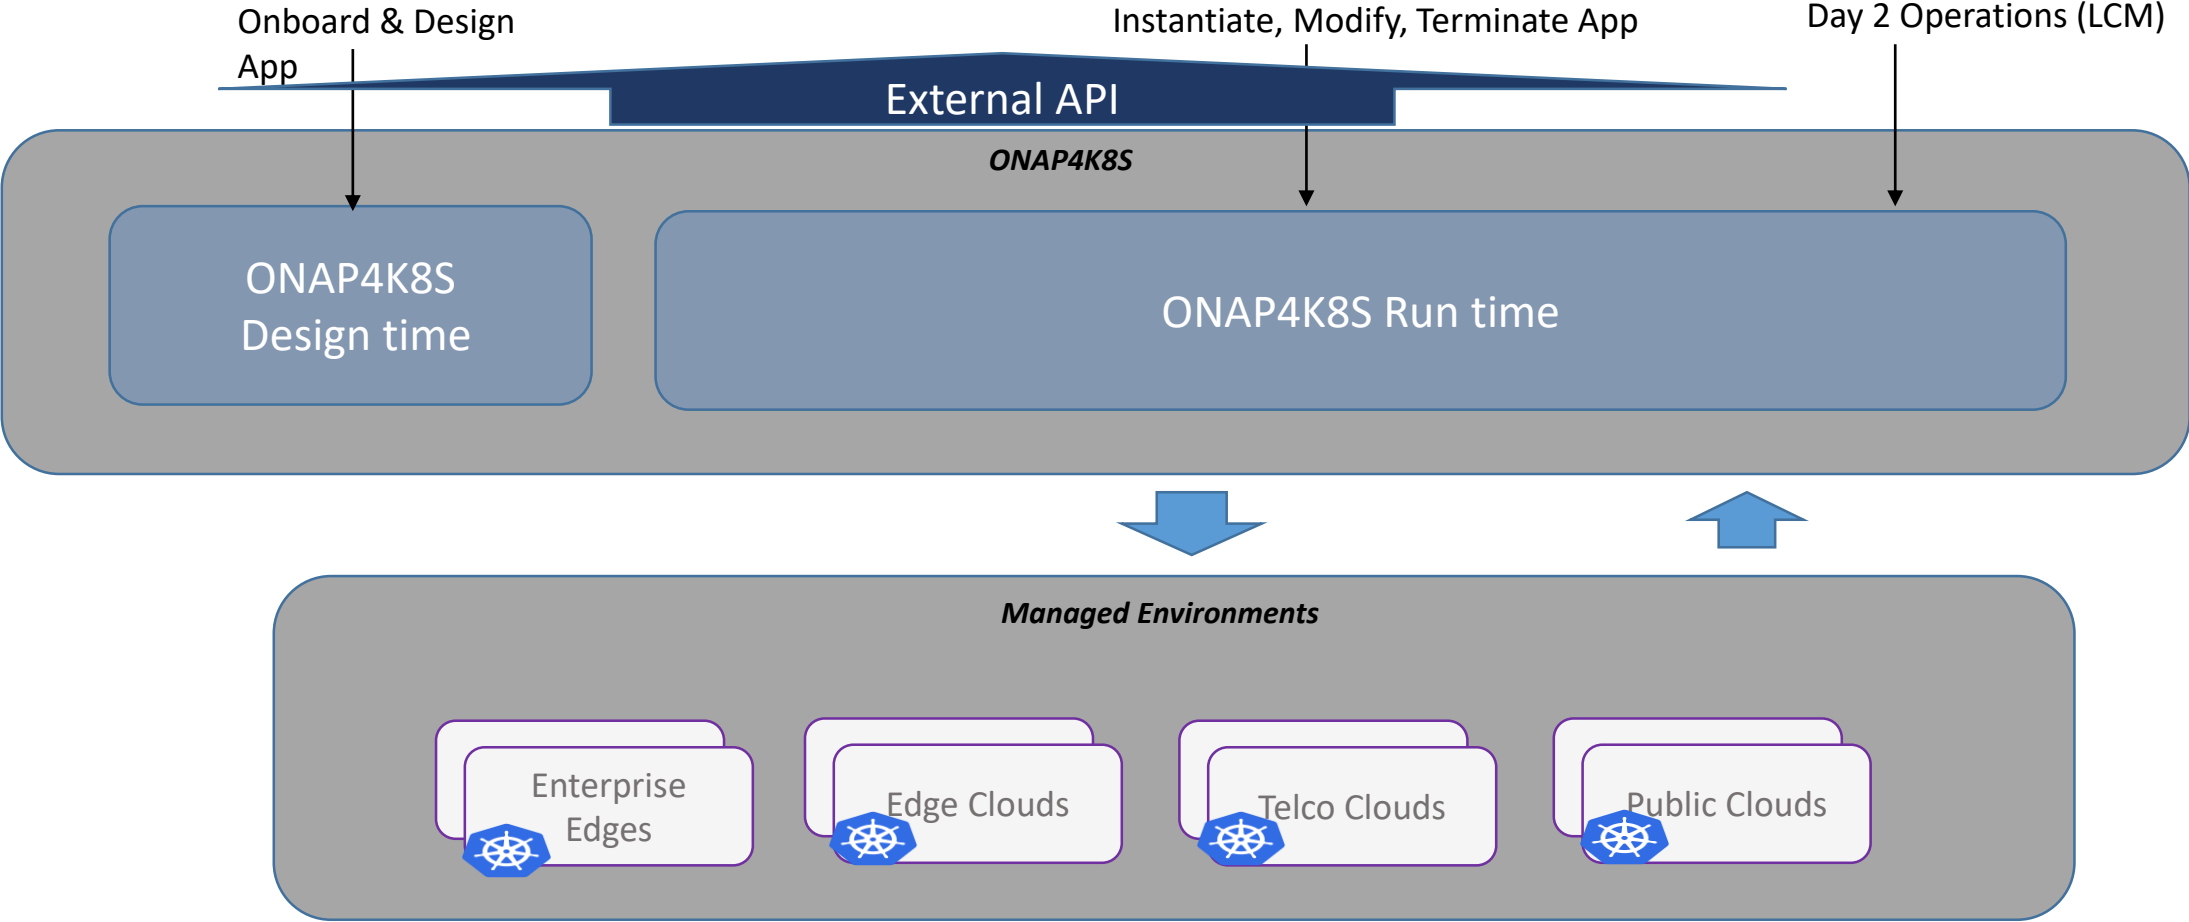 Onboard & Design
App
Instantiate, Modify, Terminate App
Day 2 Operations (LCM)
External API
ONAP4K8S
ONAP4K8S
Design time
ONAP4K8S Run time
Managed Environments
Enterprise
Edges
Edge Clouds
Telco Clouds
Public Clouds